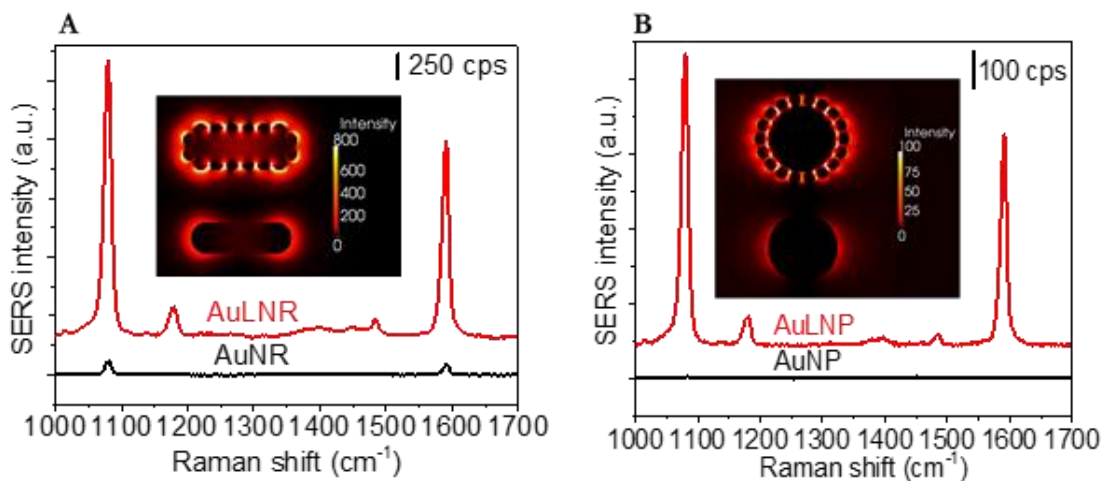 A
250 cps
SERS intensity (a.u.)
Intensity
800
600
400
200
0
AuLNR
AuNR
1000 1100 1200 1300 1400 1500 1600 1700
Raman shift (cm⁻¹)
B
100 cps
SERS intensity (a.u.)
Intensity
100
75
50
25
0
AuLNP
AuNP
1000 1100 1200 1300 1400 1500 1600 1700
Raman shift (cm⁻¹)